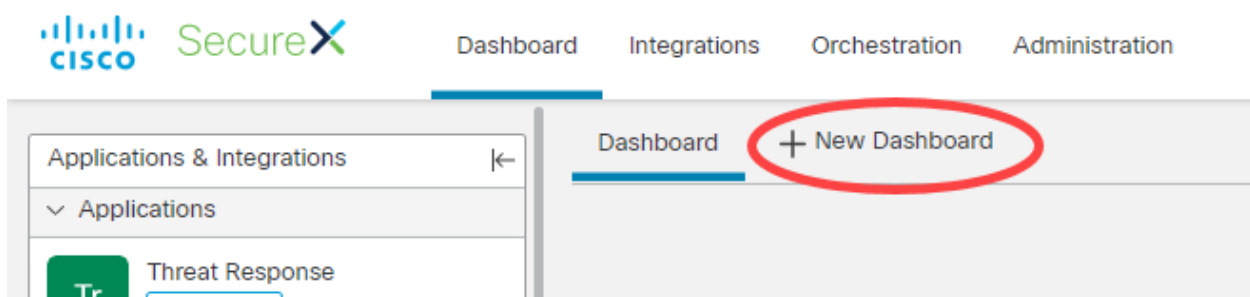 CISCO SecureX Dashboard Integrations Orchestration Administration
Applications & Integrations
Applications
Tr Threat Response
Dashboard + New Dashboard